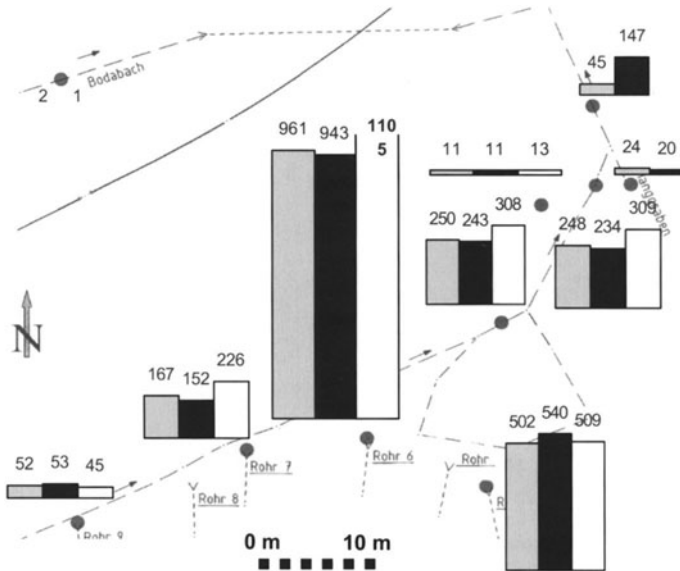 147
45
2 1
Bodabach
961 943 110
5
11 11 13
24 20
308
250 243
309
248 234
N
226
167 152
540
502 509
52 53 45
Rohr 7
Rohr 6
Rohr
Rohr 8
Rohr 9
0 m 10 m